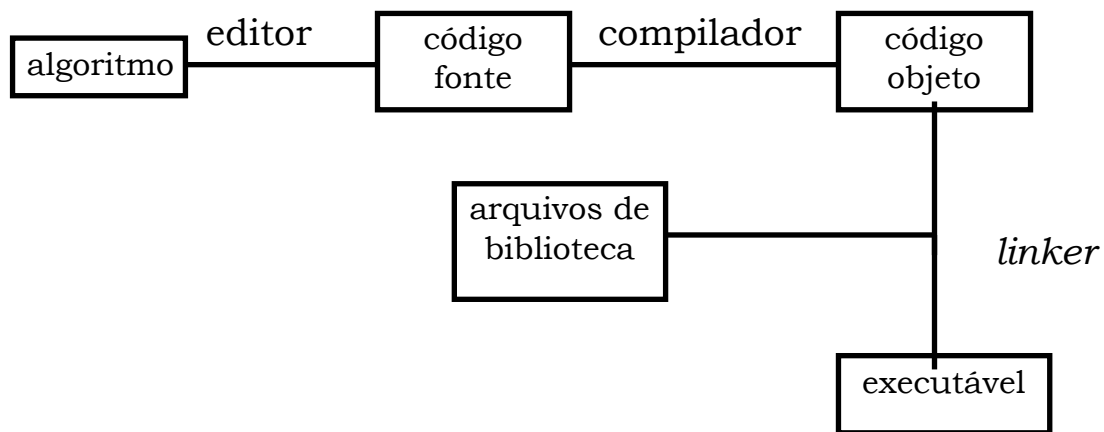 algoritmo
editor
código
fonte
compilador
código
objeto
arquivos de
biblioteca
linker
executável